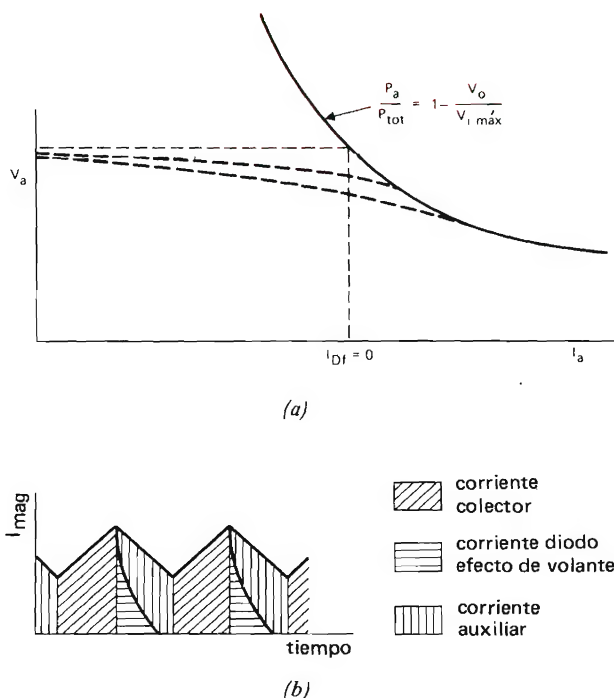 P_a / P_tot = 1 - V_o / V_i máx
V_a
I_Df = 0
I_a
(a)
I_mag
tiempo
corriente
colector
corriente diodo
efecto de volante
corriente
auxiliar
(b)